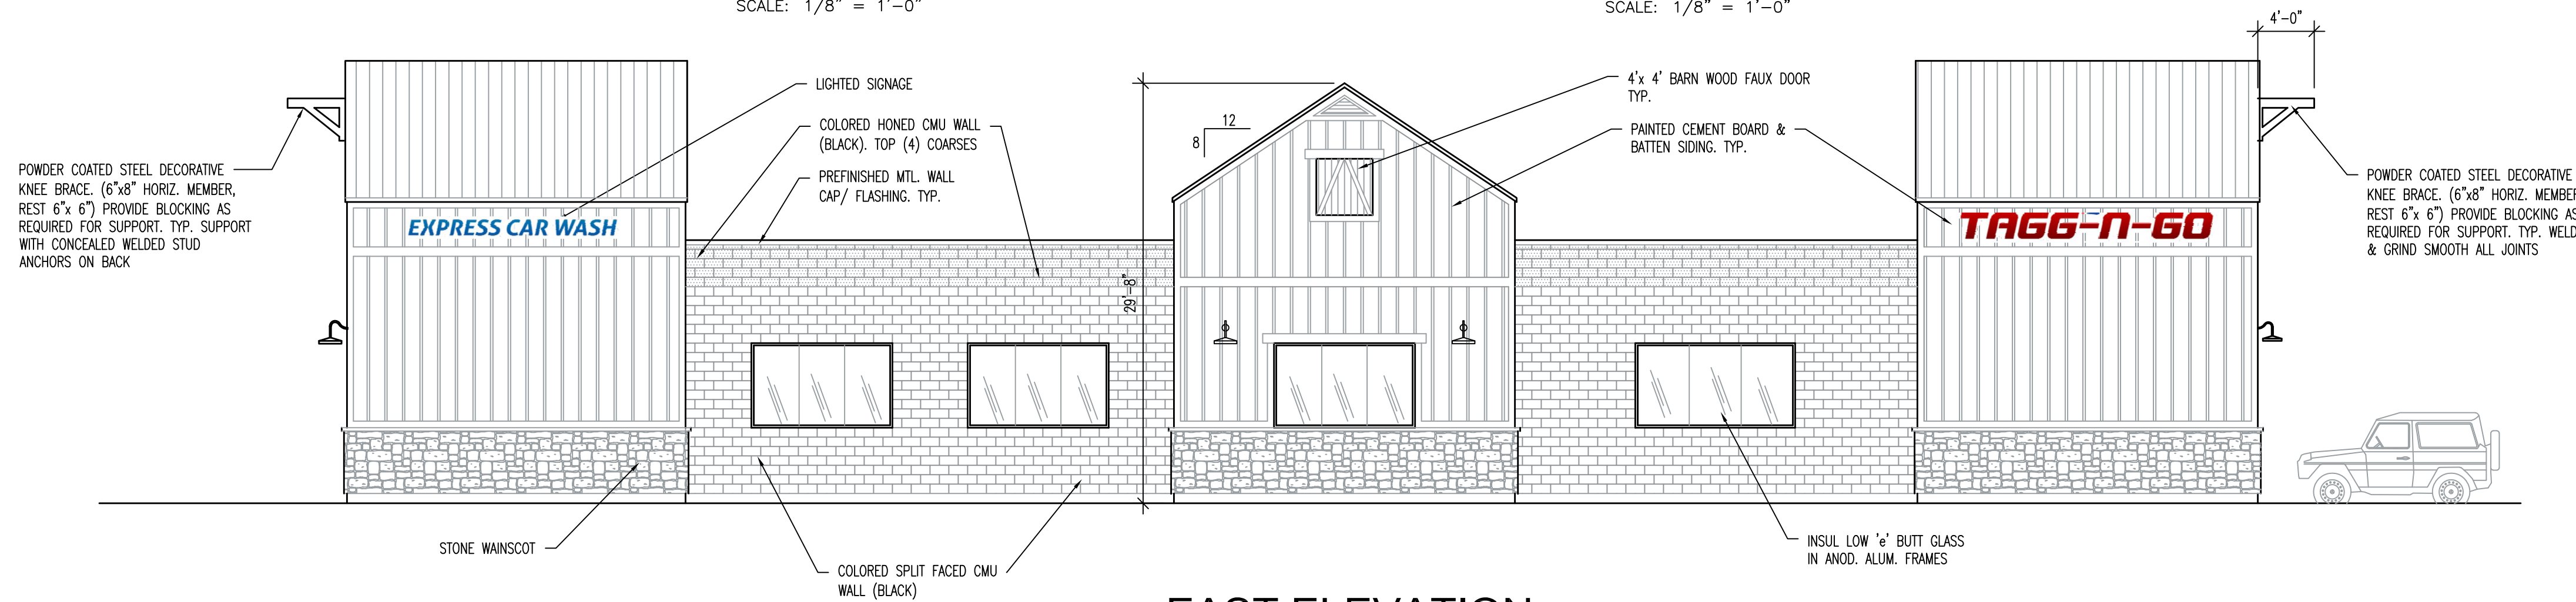 SCALE: 1/8" = 1'-0"
SCALE: 1/8" = 1'-0"
4'-0"
LIGHTED SIGNAGE
COLORED HONED CMU WALL
(BLACK). TOP (4) COARSES
PREFINISHED MTL. WALL
CAP/ FLASHING. TYP.
POWDER COATED STEEL DECORATIVE
KNEE BRACE. (6"x8" HORIZ. MEMBER,
REST 6"x 6") PROVIDE BLOCKING AS
REQUIRED FOR SUPPORT. TYP. SUPPORT
WITH CONCEALED WELDED STUD
ANCHORS ON BACK
EXPRESS CAR WASH
29'-8"
12
8
4'x 4' BARN WOOD FAUX DOOR
TYP.
PAINTED CEMENT BOARD &
BATTEN SIDING. TYP.
TAGG-N-GO
POWDER COATED STEEL DECORATIVE
KNEE BRACE. (6"x8" HORIZ. MEMBER
REST 6"x 6") PROVIDE BLOCKING AS
REQUIRED FOR SUPPORT. TYP. WELD
& GRIND SMOOTH ALL JOINTS
STONE WAINSCOT
COLORED SPLIT FACED CMU
WALL (BLACK)
INSUL LOW 'e' BUTT GLASS
IN ANOD. ALUM. FRAMES
EAST ELEVATION